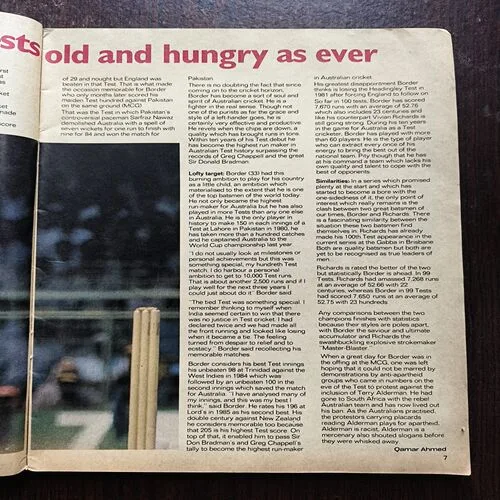 ests old and hungry as ever
rst
at
made
core
of 29 and nought but England was
beaten in that Test. That is what made
the occasion memorable for Border
who only months later scored his
maiden Test hundred against Pakistan
on the same ground (MCG)
That was the Test in which Pakistan's
controversial paceman Sarfraz Nawaz
demolished Australia with a spell of
seven wickets for one run to finish with
nine for 84 and won the match for
Pakistan
There is no doubting the fact that since
coming on to the cricket horizon,
Border has become a sort of soul and
spirit of Australian cricket. He is a
fighter in the real sense. Though not
one of the purists as for the grace and
style of a left-hander goes, he is
certainly very effective and productive
He revels when the chips are down, a
quality which has brought runs in tons.
Within ten years of his Test debut he
has become the highest run-maker in
Australian Test history surpassing the
records of Greg Chappell and the great
Sir Donald Bradman.
Lofty target: Border (33) had this
burning ambition to play for his country
as a little child, an ambition which
materialised to the extent that he is one
of the top batsmen of the world today.
He not only became the highest
run-maker for Australia but he has also
played in more Tests than any one else
in Australia. He is the only player in
history to make 150 in each innings of a
Test at Lahore in Pakistan in 1980, he
has taken more than a hundred catches
and he captained Australia to the
World Cup championship last year.
"I do not usually look at milestones or
personal achievements but this was
something special, my hundreth Test
match. I do harbour a personal
ambition to get to 10,000 Test runs.
That is about another 2,500 runs and if I
play well for the next three years I
could just about do it". Border said.
"The tied Test was something special. I
remember thinking to myself when
India seemed certain to win that there
was no justice in Test cricket. I had
declared twice and we had made all
the front running and looked like losing
when it became a tie. The feeling
turned from despair to relief and to
ecstacy." Border said recollecting his
memorable matches.
Border considers his best Test innings
his unbeaten 98 at Trinidad against the
West Indies in 1984 which was
followed by an unbeaten 100 in the
second innings which saved the match
for Australia. "I have analysed many of
my innings, and this was my best I
think," said Border. He rates his 196 at
Lord's in 1985 as his second best. His
double century against New Zealand
he considers memorable too because
that 205 is his highest Test score. On
top of that, it enabled him to pass Sir
Don Bradman's and Greg Chappell's
tally to become the highest run-maker
in Australian cricket.
His greatest disappointment Border
thinks is losing the Headingley Test in
1981 after forcing England to follow on
So far in 100 tests, Border has scored
7,670 runs with an average of 52.76
which also includes 23 centuries and
like his counterpart Vivian Richards is
still going strong. During his ten years
in the game for Australia as a Test
cricketer, Border has played with more
than 60 players. He is the type of player
who can extract every once of his
energy to bring the best out of the
national team. Pity though that he has
at his command a team which lacks his
own quality and talent to cope with the
best of opponents.
Similarities: In a series which promised
plenty at the start and which has
started to become a bore with the
one-sidedness of it, the only point of
interest which really remains is the
clash between two great batsmen of
our times, Border and Richards. There
is a fascinating similarity between the
situation these two batsmen find
themselves in. Richards has already
made his 100th Test appearance in the
current series at the Gabba in Brisbane
Both are quality batsmen but both are
yet to be recognised as true leaders of
men.
Richards is rated the better of the two
but statistically Border is ahead. In 99
Tests. Richards had amassed 7,268 runs
at an average of 52.66 with 22
centuries, whereas Border in 99 Tests
had scored 7,650 runs at an average of
52.75 with 23 hundreds.
Any comparisons between the two
champions finishes with statistics
because their styles are poles apart,
with Border the saviour and ultimate
accumulator and Richards the
swashbuckling explosive strokemaker
"Master-Blaster."
When a great day for Border was in
the offing at the MCG, one was left
hoping that it could not be marred by
demonstrations by anti-apartheid
groups who came in numbers on the
eve of the Test to protest against the
inclusion of Terry Alderman. He had
gone to South Africa with the rebel
Australian team and has now lived out
his ban. As the Australians practised,
the protestors carrying placards
reading Alderman plays for apartheid,
Alderman is racist, Alderman is a
mercenary also shouted slogans before
they were whisked away.
Qamar Ahmed
7